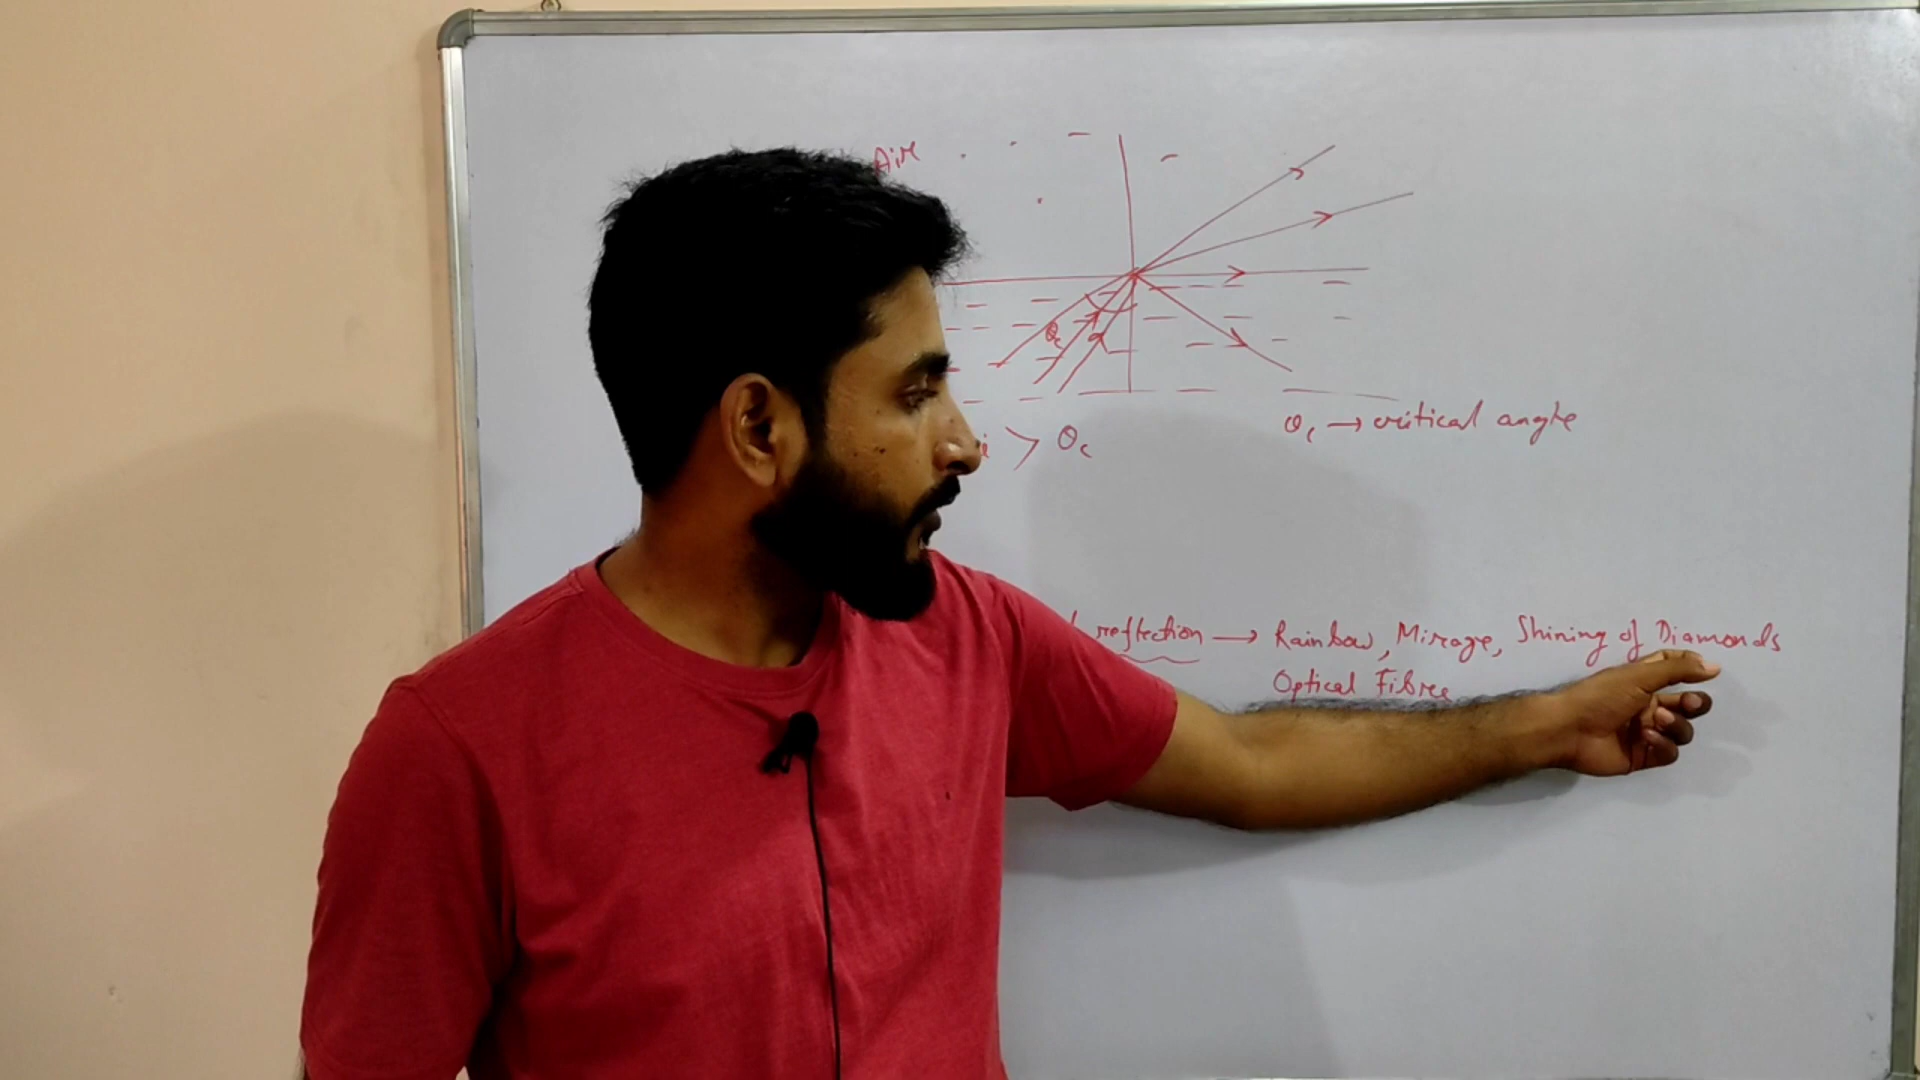 Air
θc
i > θc
θc → critical angle
reflection → Rainbow, Mirage, Shining of Diamonds
Optical Fibre